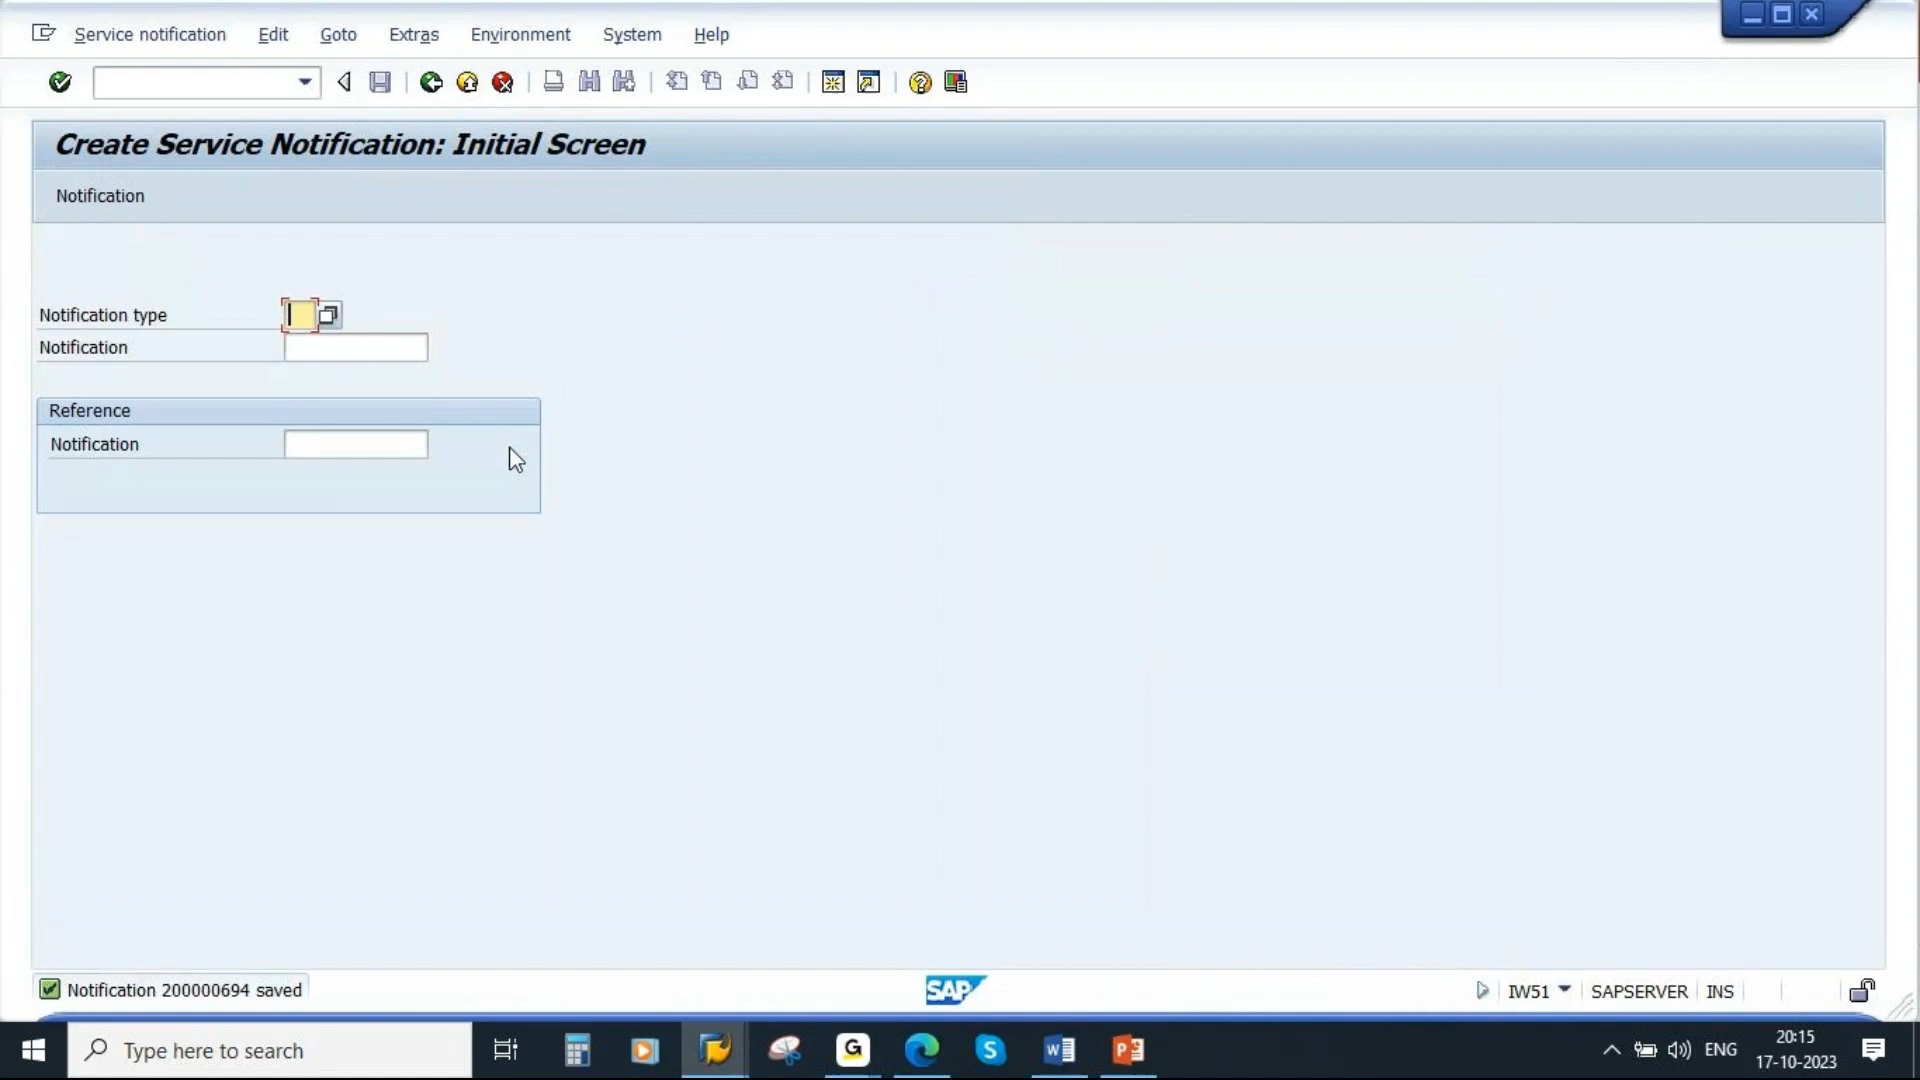 Service notification Edit Goto Extras Environment System Help
Create Service Notification: Initial Screen
Notification
Notification type
Notification
Reference
Notification
Notification 200000694 saved
SAP
IW51 SAPSERVER INS
Type here to search
G
S
W
P
ENG
20:15
17-10-2023